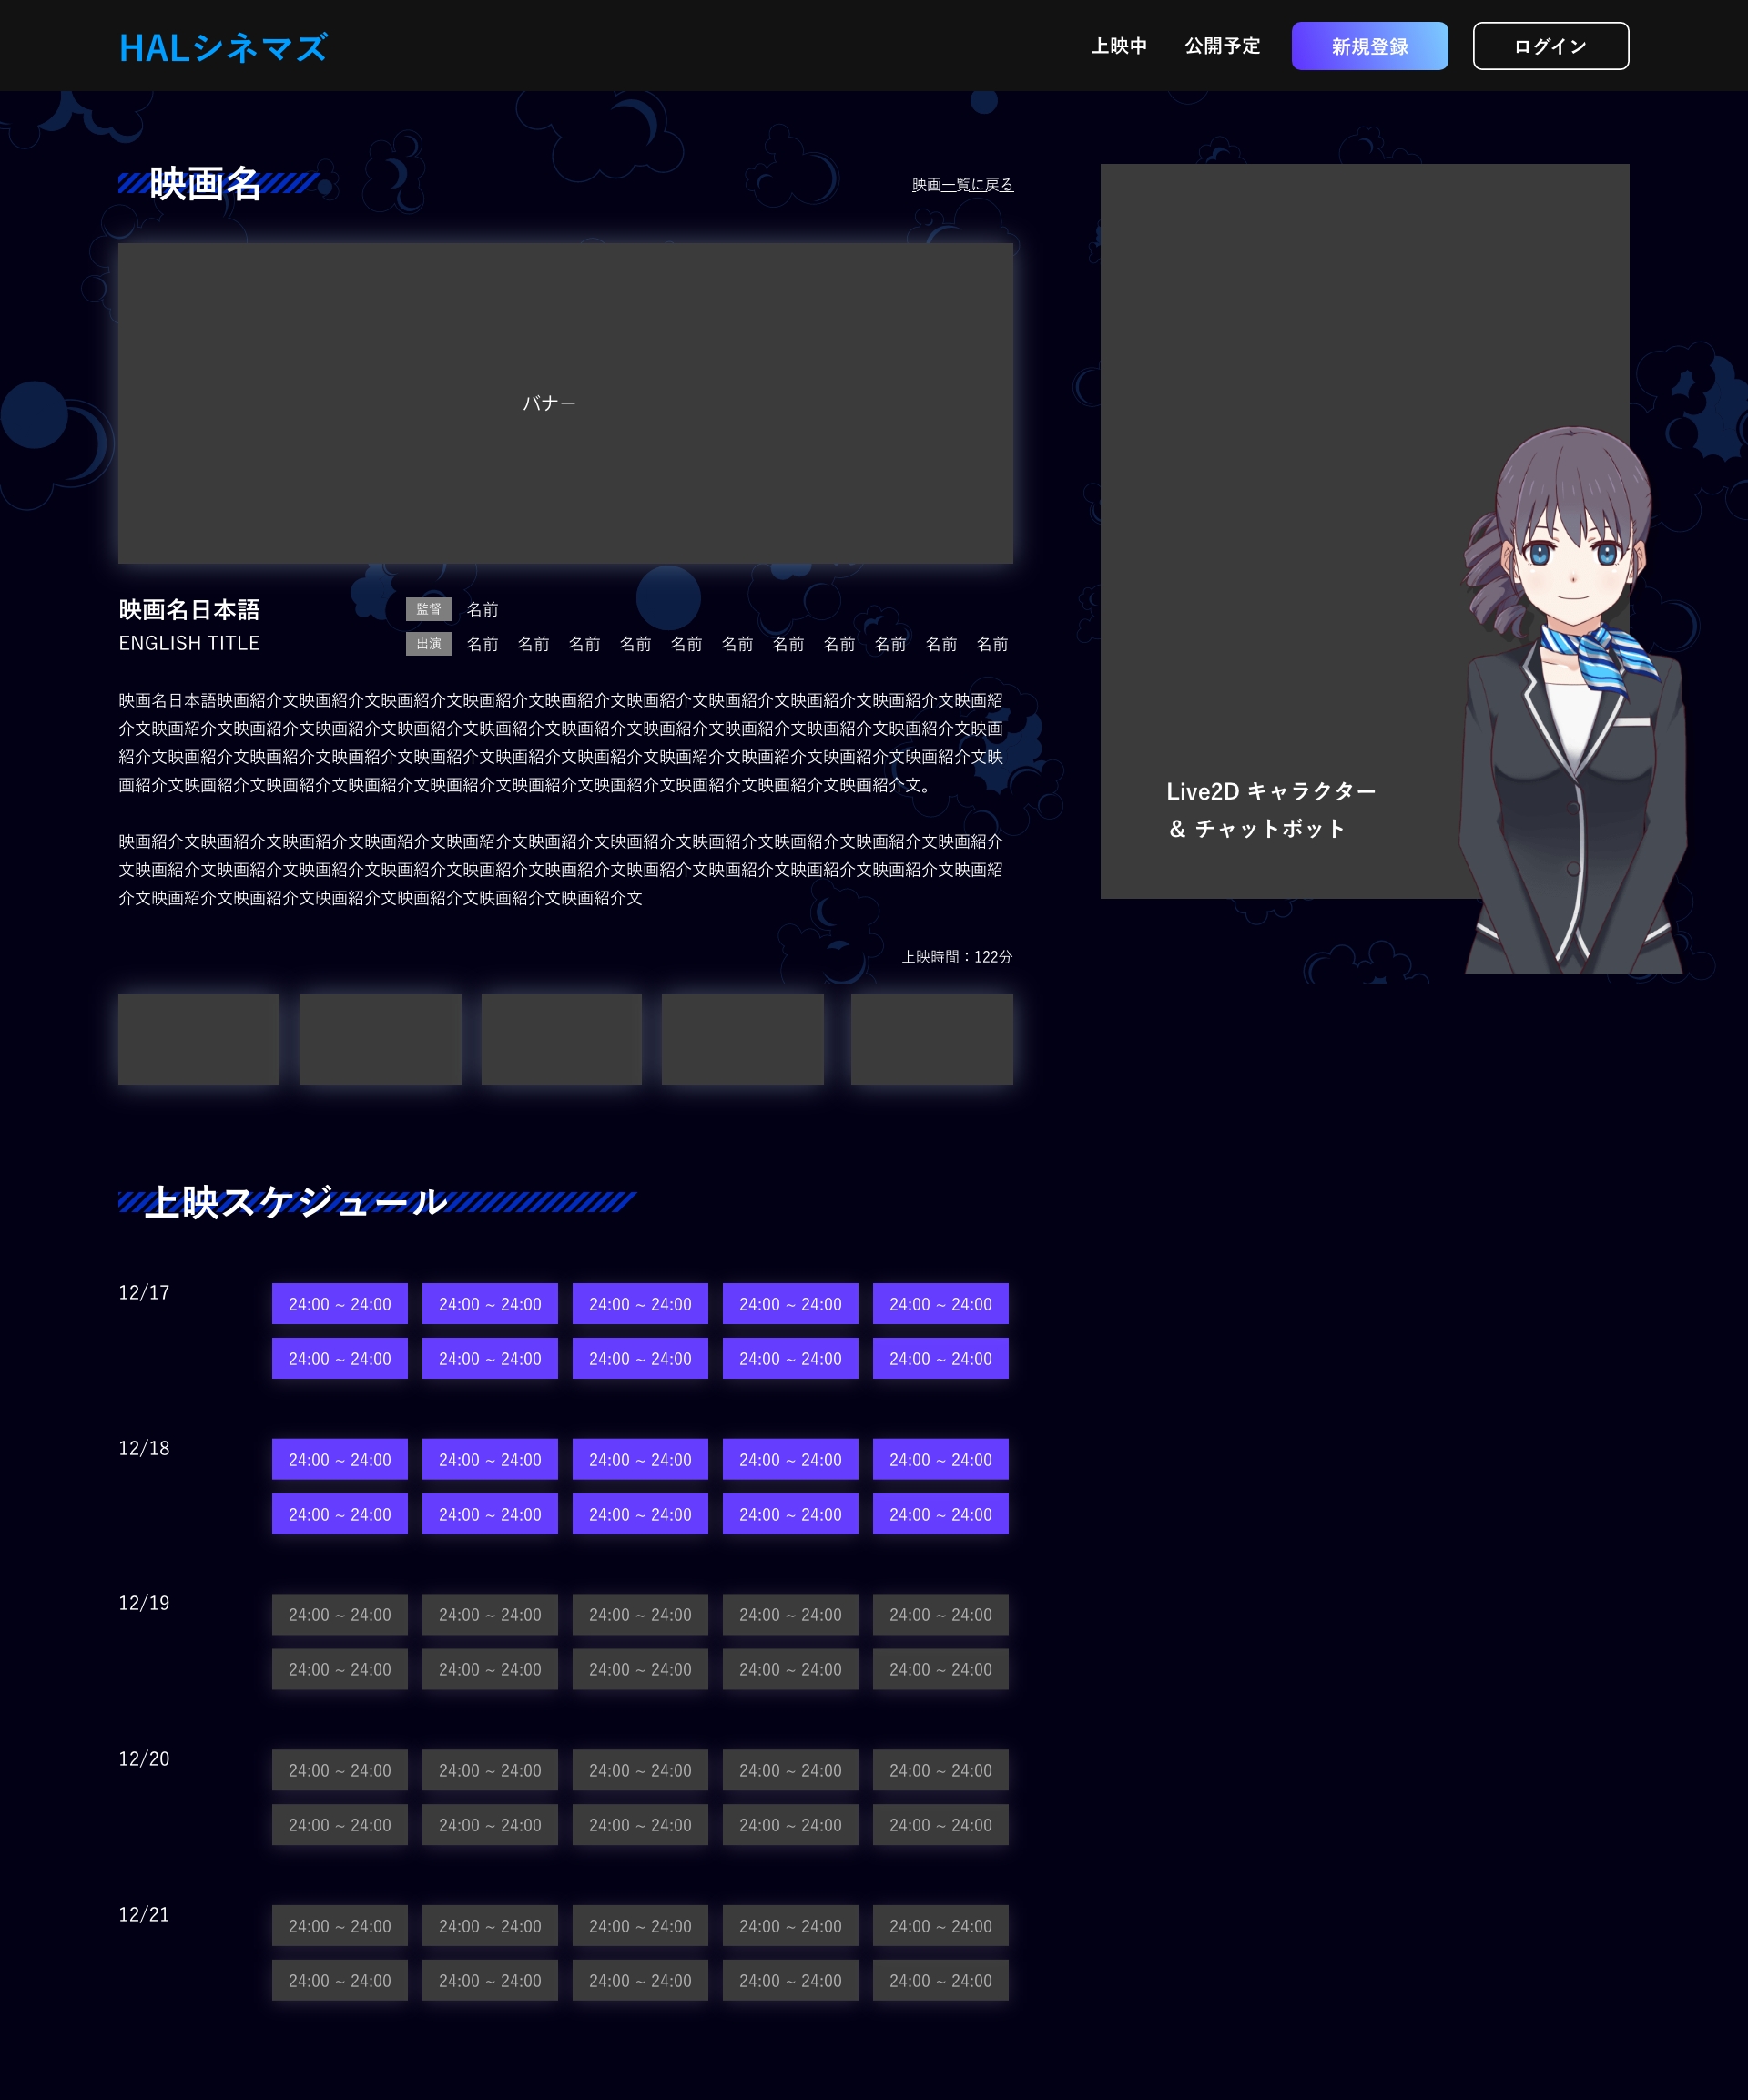 HALシネマズ
上映中 公開予定 新規登録 ログイン
映画名
映画一覧に戻る
バナー
映画名日本語
ENGLISH TITLE
監督 名前
出演 名前 名前 名前 名前 名前 名前 名前 名前 名前 名前 名前
映画名日本語映画紹介文映画紹介文映画紹介文映画紹介文映画紹介文映画紹介文映画紹介文映画紹介文映画紹介文映画紹
介文映画紹介文映画紹介文映画紹介文映画紹介文映画紹介文映画紹介文映画紹介文映画紹介文映画紹介文映画紹介文映画
紹介文映画紹介文映画紹介文映画紹介文映画紹介文映画紹介文映画紹介文映画紹介文映画紹介文映画紹介文映画紹介文映
画紹介文映画紹介文映画紹介文映画紹介文映画紹介文映画紹介文映画紹介文映画紹介文映画紹介文映画紹介文。
映画紹介文映画紹介文映画紹介文映画紹介文映画紹介文映画紹介文映画紹介文映画紹介文映画紹介文映画紹介文映画紹介
文映画紹介文映画紹介文映画紹介文映画紹介文映画紹介文映画紹介文映画紹介文映画紹介文映画紹介文映画紹介文映画紹
介文映画紹介文映画紹介文映画紹介文映画紹介文映画紹介文映画紹介文
上映時間：122分
Live2D キャラクター
& チャットボット
上映スケジュール
12/17
24:00 ~ 24:00 24:00 ~ 24:00 24:00 ~ 24:00 24:00 ~ 24:00 24:00 ~ 24:00
24:00 ~ 24:00 24:00 ~ 24:00 24:00 ~ 24:00 24:00 ~ 24:00 24:00 ~ 24:00
12/18
24:00 ~ 24:00 24:00 ~ 24:00 24:00 ~ 24:00 24:00 ~ 24:00 24:00 ~ 24:00
24:00 ~ 24:00 24:00 ~ 24:00 24:00 ~ 24:00 24:00 ~ 24:00 24:00 ~ 24:00
12/19
24:00 ~ 24:00 24:00 ~ 24:00 24:00 ~ 24:00 24:00 ~ 24:00 24:00 ~ 24:00
24:00 ~ 24:00 24:00 ~ 24:00 24:00 ~ 24:00 24:00 ~ 24:00 24:00 ~ 24:00
12/20
24:00 ~ 24:00 24:00 ~ 24:00 24:00 ~ 24:00 24:00 ~ 24:00 24:00 ~ 24:00
24:00 ~ 24:00 24:00 ~ 24:00 24:00 ~ 24:00 24:00 ~ 24:00 24:00 ~ 24:00
12/21
24:00 ~ 24:00 24:00 ~ 24:00 24:00 ~ 24:00 24:00 ~ 24:00 24:00 ~ 24:00
24:00 ~ 24:00 24:00 ~ 24:00 24:00 ~ 24:00 24:00 ~ 24:00 24:00 ~ 24:00